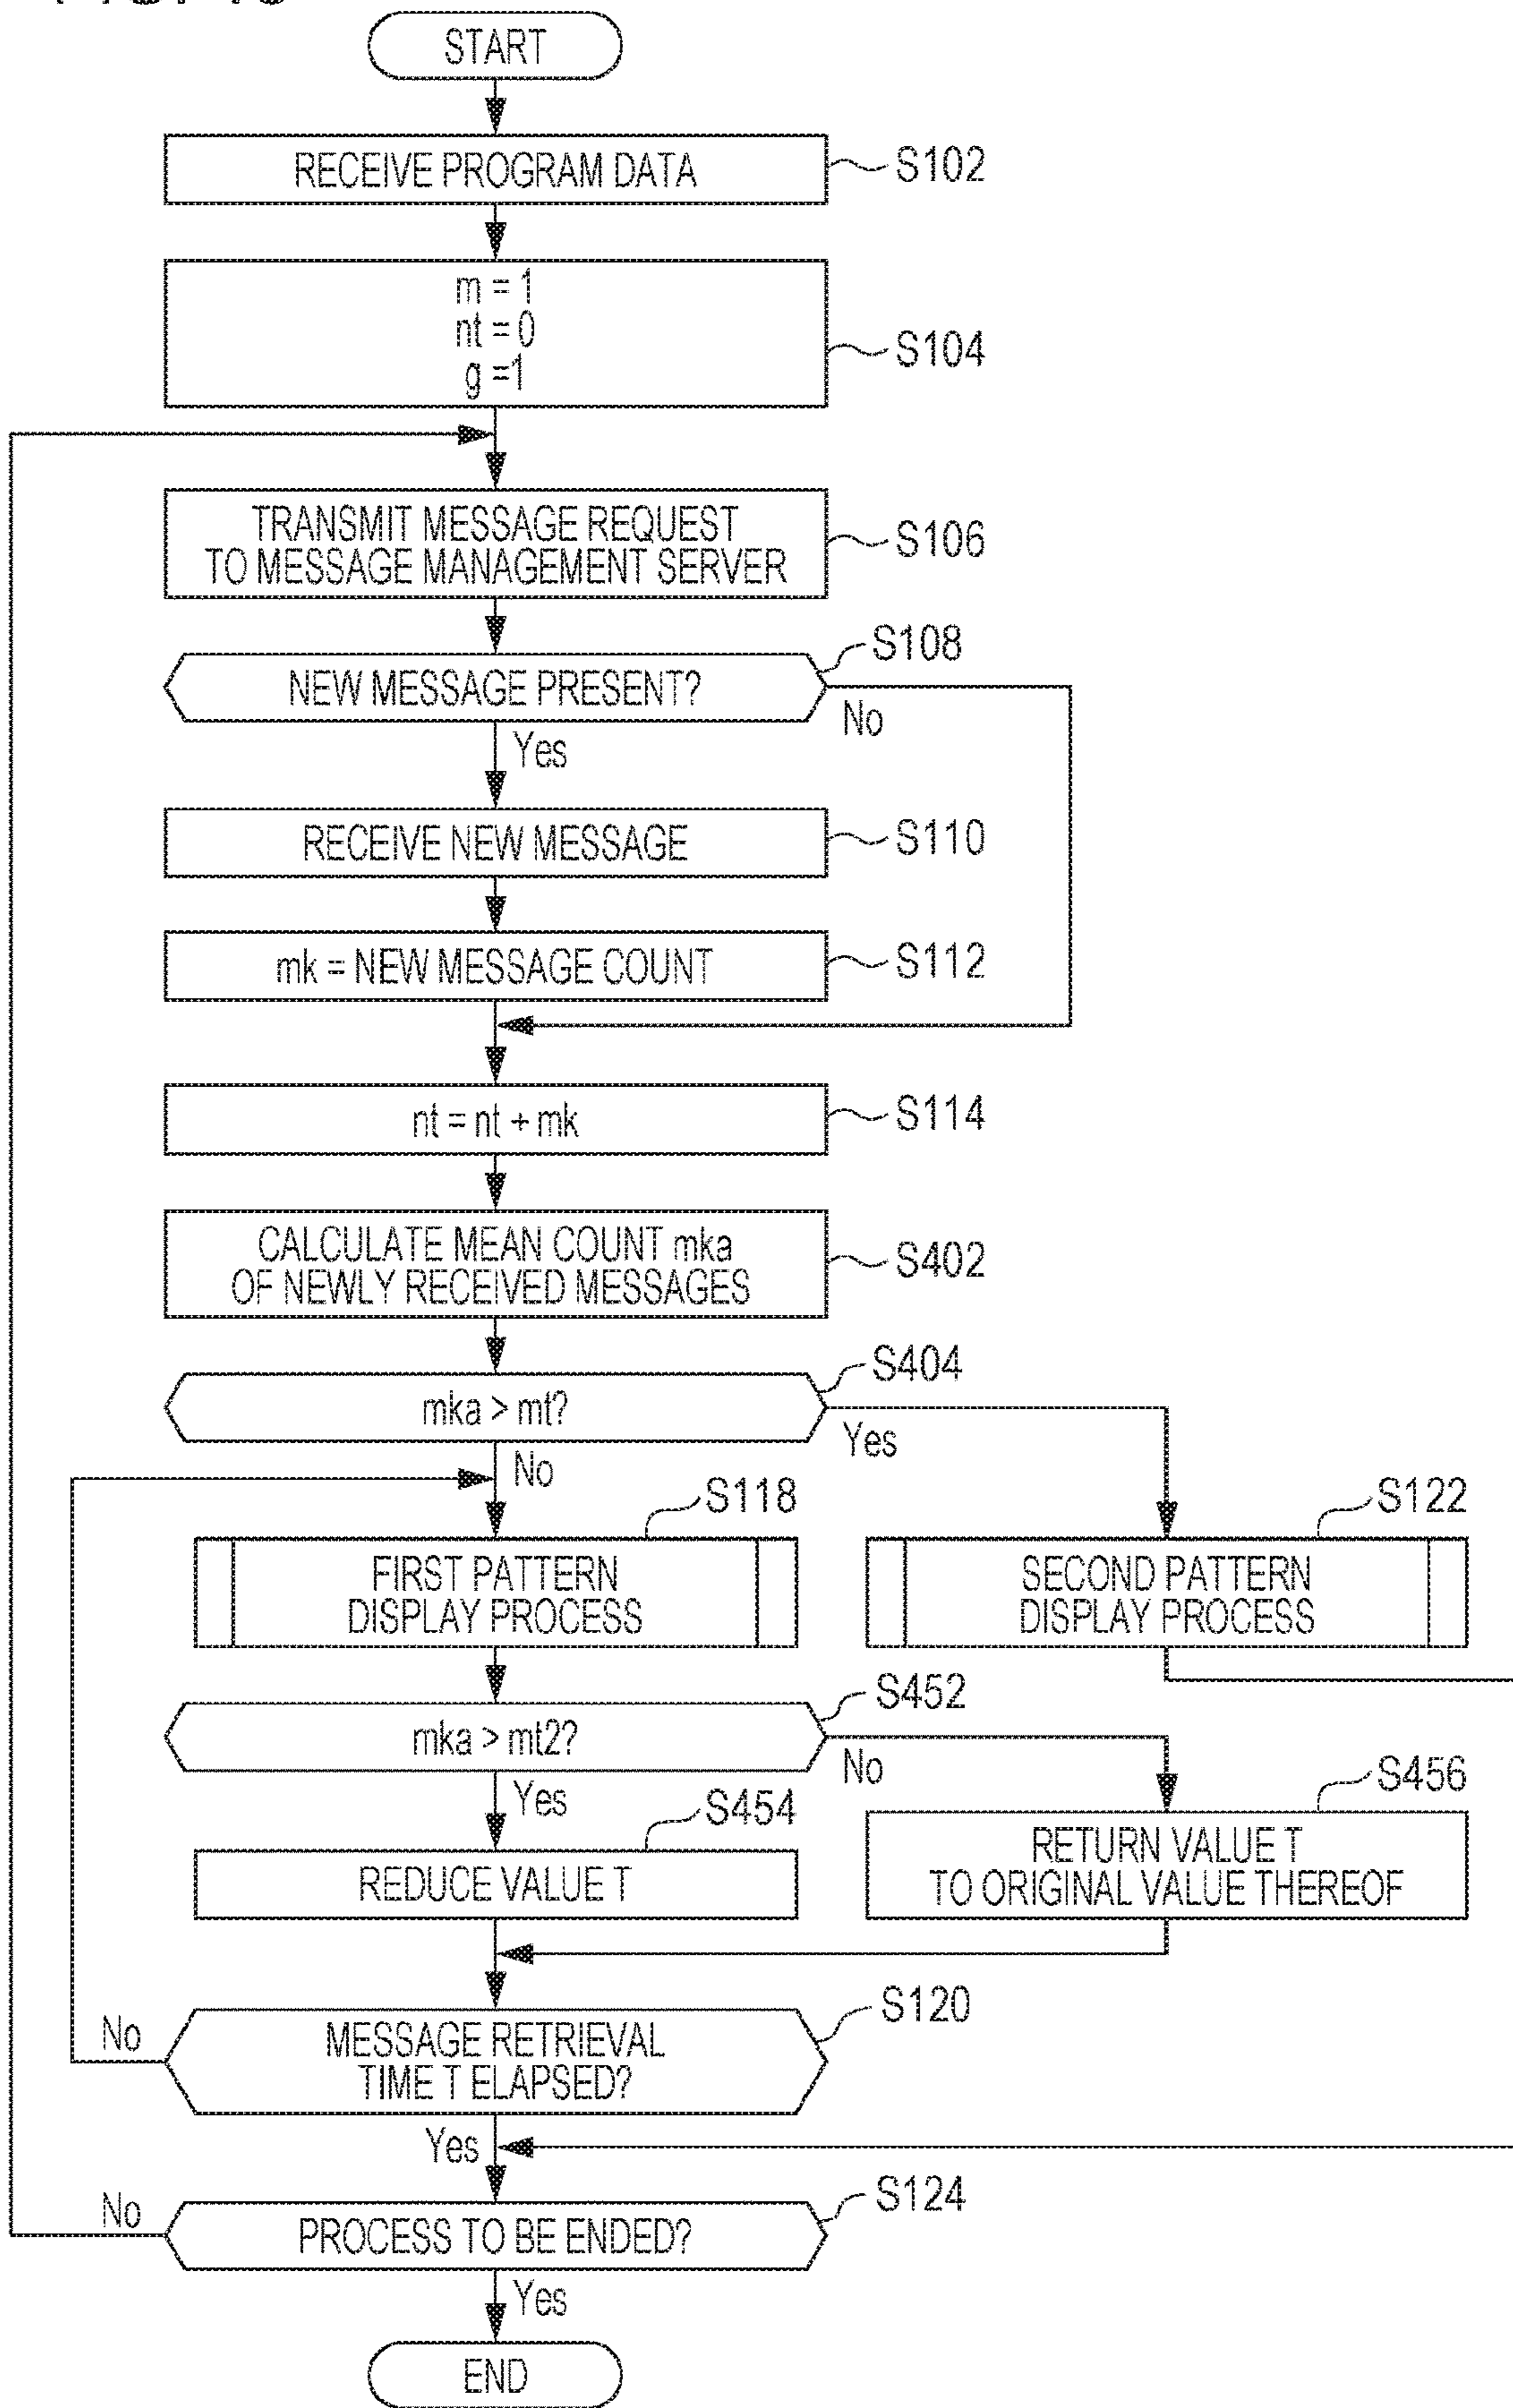 START
RECEIVE PROGRAM DATA
S102
m = 1
nt = 0
g =1
S104
TRANSMIT MESSAGE REQUEST
TO MESSAGE MANAGEMENT SERVER
S106
S108
NEW MESSAGE PRESENT?
No
Yes
RECEIVE NEW MESSAGE
S110
mk = NEW MESSAGE COUNT
S112
nt = nt + mk
S114
CALCULATE MEAN COUNT mka
OF NEWLY RECEIVED MESSAGES
S402
S404
mka > mt?
Yes
No
S118
S122
FIRST PATTERN
DISPLAY PROCESS
SECOND PATTERN
DISPLAY PROCESS
S452
mka > mt2?
No
Yes
S454
S456
REDUCE VALUE T
RETURN VALUE T
TO ORIGINAL VALUE THEREOF
S120
No
MESSAGE RETRIEVAL
TIME T ELAPSED?
Yes
S124
No
PROCESS TO BE ENDED?
Yes
END